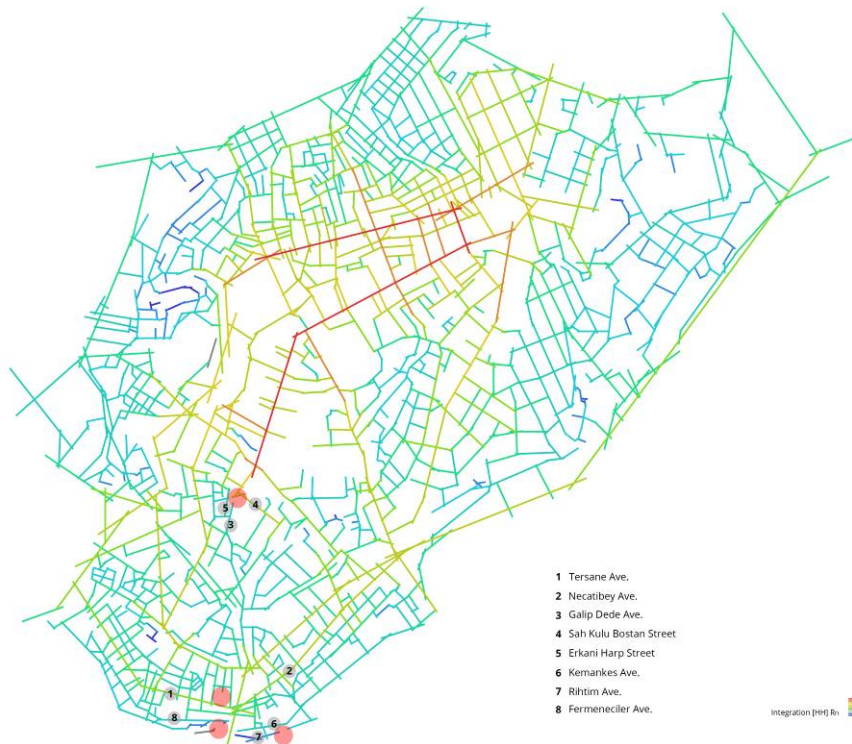 5
4
3
2
1
8
6
7
1 Tersane Ave.
2 Necatibey Ave.
3 Galip Dede Ave.
4 Sah Kulu Bostan Street
5 Erkani Harp Street
6 Kemankes Ave.
7 Rihtim Ave.
8 Fermeneciler Ave.
Integration [HH] Rn